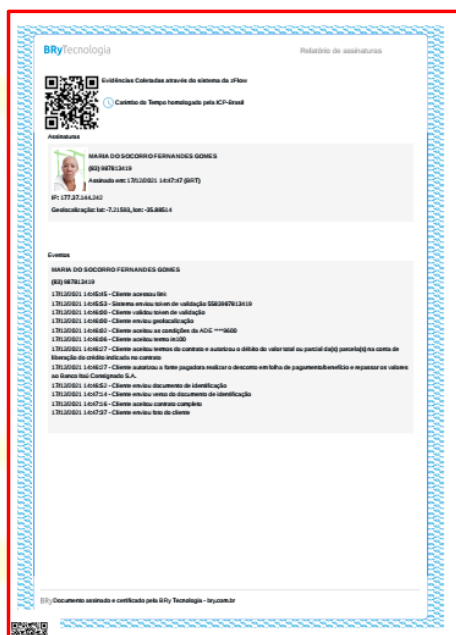 BRyTecnologia
Relatório de assinaturas
Evidências Coletadas através do sistema da zFlow
Carimbo do Tempo homologado pela ICP-Brasil
Assinaturas
MARIA DO SOCORRO FERNANDES GOMES
(83) 987813419
Assinado em: 17/12/2021 14:47:47 (BRT)
IP: 177.37.144.242
Geolocalização: lat: -7.21593, lon: -35.88514
Eventos
MARIA DO SOCORRO FERNANDES GOMES
(83) 987813419
17/12/2021 14:45:45 - Cliente acessou link
17/12/2021 14:45:53 - Sistema enviou token de validação 5583987813419
17/12/2021 14:46:00 - Cliente validou token de validação
17/12/2021 14:46:00 - Cliente enviou geolocalização
17/12/2021 14:46:02 - Cliente aceitou as condições da ADE ****9600
17/12/2021 14:46:06 - Cliente aceitou termo in100
17/12/2021 14:46:27 - Cliente aceitou termos do contrato e autorizou o débito do valor total ou parcial da(s) parcela(s) na conta de
liberação do crédito indicada no contrato
17/12/2021 14:46:27 - Cliente autorizou a fonte pagadora realizar o desconto em folha de pagamento/benefício e repassar os valores
ao Banco Itaú Consignado S.A.
17/12/2021 14:46:52 - Cliente enviou documento de identificação
17/12/2021 14:47:14 - Cliente enviou verso do documento de identificação
17/12/2021 14:47:16 - Cliente aceitou contrato completo
17/12/2021 14:47:37 - Cliente enviou foto do cliente
BRy Documento assinado e certificado pela BRy Tecnologia - bry.com.br